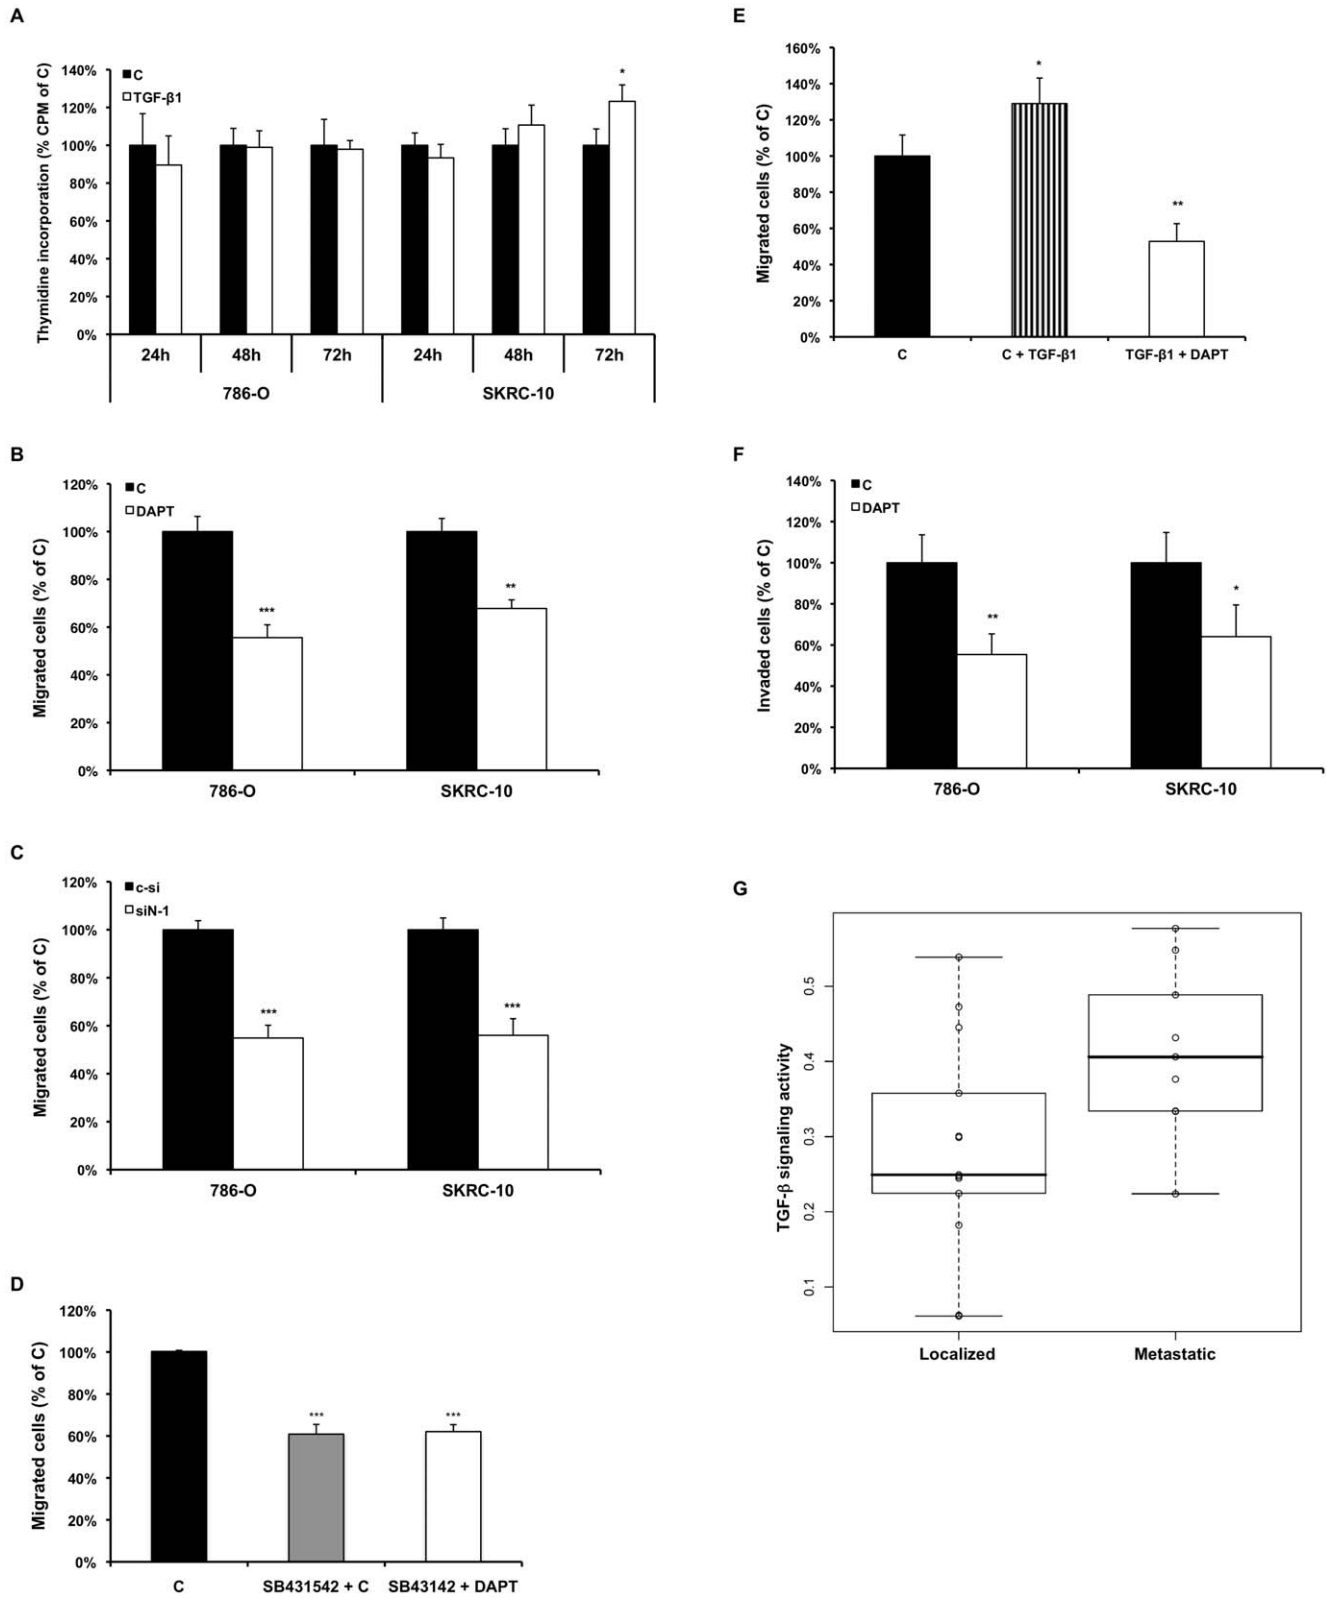 A
Thymidine incorporation (% CPM of C)
140%
120%
100%
80%
60%
40%
20%
0%
C
TGF-β1
*
24h 48h 72h 24h 48h 72h
786-O SKRC-10
B
Migrated cells (% of C)
120%
100%
80%
60%
40%
20%
0%
C
DAPT
***
**
786-O SKRC-10
C
Migrated cells (% of C)
120%
100%
80%
60%
40%
20%
0%
c-si
siN-1
***
***
786-O SKRC-10
D
Migrated cells (% of C)
120%
100%
80%
60%
40%
20%
0%
***
***
C SB431542 + C SB43142 + DAPT
E
Migrated cells (% of C)
160%
140%
120%
100%
80%
60%
40%
20%
0%
*
**
C C + TGF-β1 TGF-β1 + DAPT
F
Invaded cells (% of C)
140%
120%
100%
80%
60%
40%
20%
0%
C
DAPT
**
*
786-O SKRC-10
G
TGF-β signaling activity
0.5
0.4
0.3
0.2
0.1
Localized Metastatic